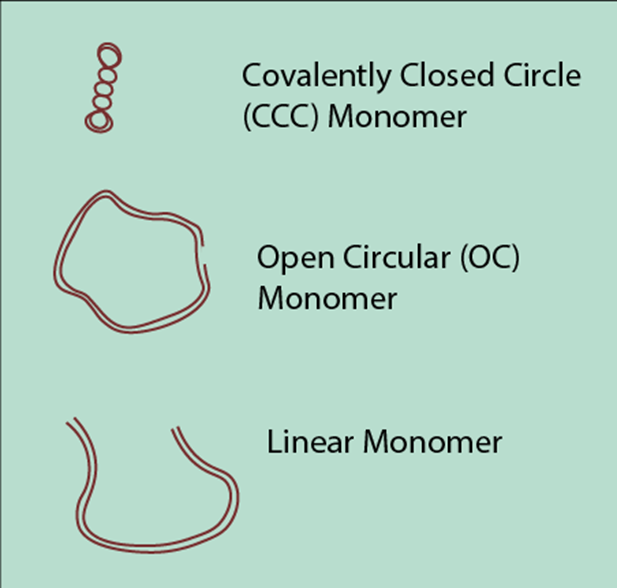 Covalently Closed Circle
(CCC) Monomer
Open Circular (OC)
Monomer
Linear Monomer